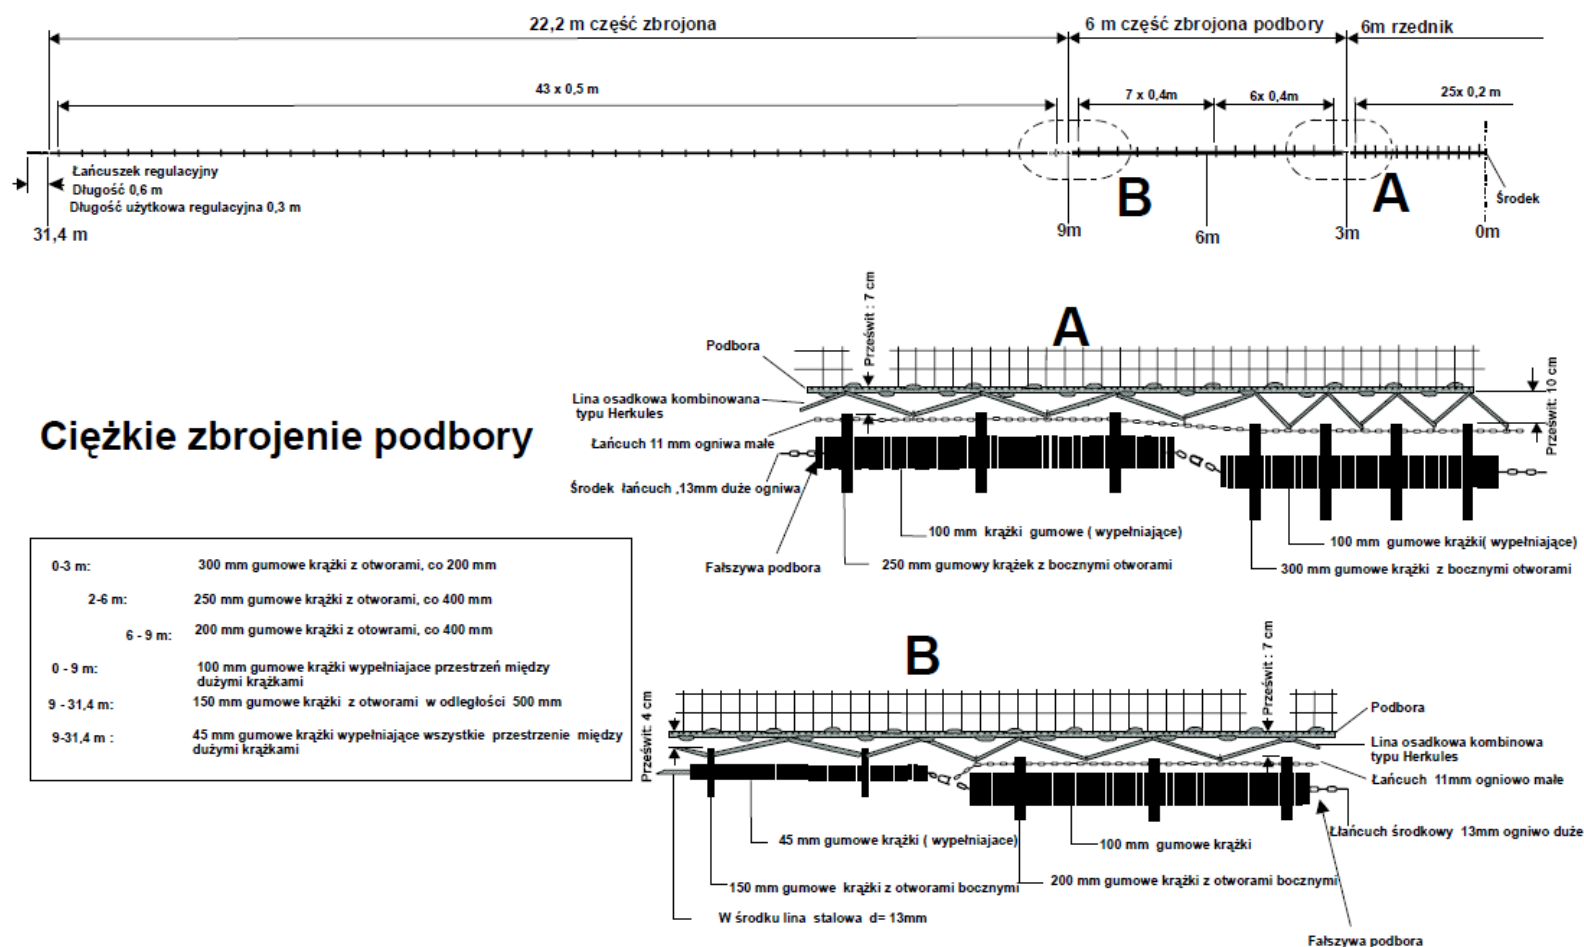 22,2 m część zbrojona
6 m część zbrojona podbory
6m rzednik
43 x 0,5 m
7 x 0,4m
6x 0,4m
25x 0,2 m
Łańcuszek regulacyjny
Długość 0,6 m
Długość użytkowa regulacyjna 0,3 m
31,4 m
B
A
Środek
9m
6m
3m
0m
A
Prześwit : 7 cm
Podbora
Lina osadkowa kombinowana
typu Herkules
Prześwit: 10 cm
Ciężkie zbrojenie podbory
Łańcuch 11 mm ogniwa małe
Środek łańcuch ,13mm duże ogniwa
100 mm krążki gumowe ( wypełniające)
100 mm gumowe krążki( wypełniające)
Fałszywa podbora
250 mm gumowy krążek z bocznymi otworami
300 mm gumowe krążki z bocznymi otworami
0-3 m: 300 mm gumowe krążki z otworami, co 200 mm
2-6 m: 250 mm gumowe krążki z otworami, co 400 mm
6 - 9 m: 200 mm gumowe krążki z otowrami, co 400 mm
0 - 9 m: 100 mm gumowe krążki wypełniajace przestrzeń między
dużymi krążkami
9 - 31,4 m: 150 mm gumowe krążki z otworami w odległości 500 mm
9-31,4 m : 45 mm gumowe krążki wypełniające wszystkie przestrzenie między
dużymi krążkami
B
Prześwit : 7 cm
Prześwit: 4 cm
Podbora
Lina osadkowa kombinowa
typu Herkules
Łańcuch 11mm ogniowo małe
Łłańcuch środkowy 13mm ogniwo duże
45 mm gumowe krążki ( wypełniajace)
100 mm gumowe krążki
150 mm gumowe krążki z otworami bocznymi
200 mm gumowe krążki z otworami bocznymi
W środku lina stalowa d= 13mm
Fałszywa podbora